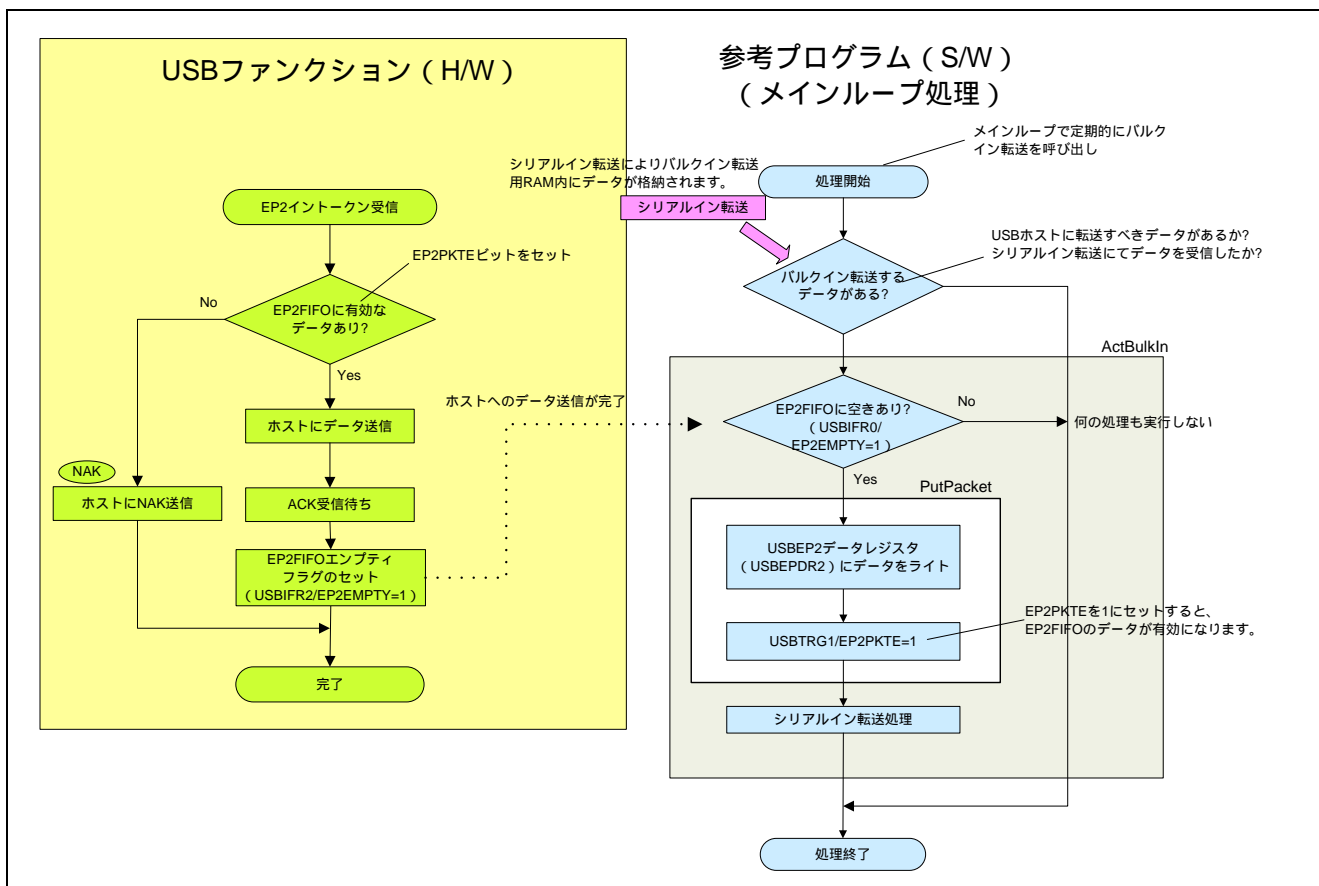 USBファンクション（H/W）
EP2イントークン受信
EP2PKTEビットをセット
No
EP2FIFOに有効な
データあり?
Yes
ホストにデータ送信
NAK
ホストにNAK送信
ACK受信待ち
EP2FIFOエンプティ
フラグのセット
（USBIFR2/EP2EMPTY=1）
完了
ホストへのデータ送信が完了
参考プログラム（S/W）
（メインループ処理）
メインループで定期的にバルク
イン転送を呼び出し
シリアルイン転送によりバルクイン転送
用RAM内にデータが格納されます。
処理開始
シリアルイン転送
USBホストに転送すべきデータがあるか?
シリアルイン転送にてデータを受信したか?
バルクイン転送する
データがある?
ActBulkIn
EP2FIFOに空きあり?
（USBIFR0/
EP2EMPTY=1）
No
何の処理も実行しない
Yes
PutPacket
USBEP2データレジスタ
（USBEPDR2）にデータをライト
EP2PKTEを1にセットすると、
EP2FIFOのデータが有効になります。
USBTRG1/EP2PKTE=1
シリアルイン転送処理
処理終了